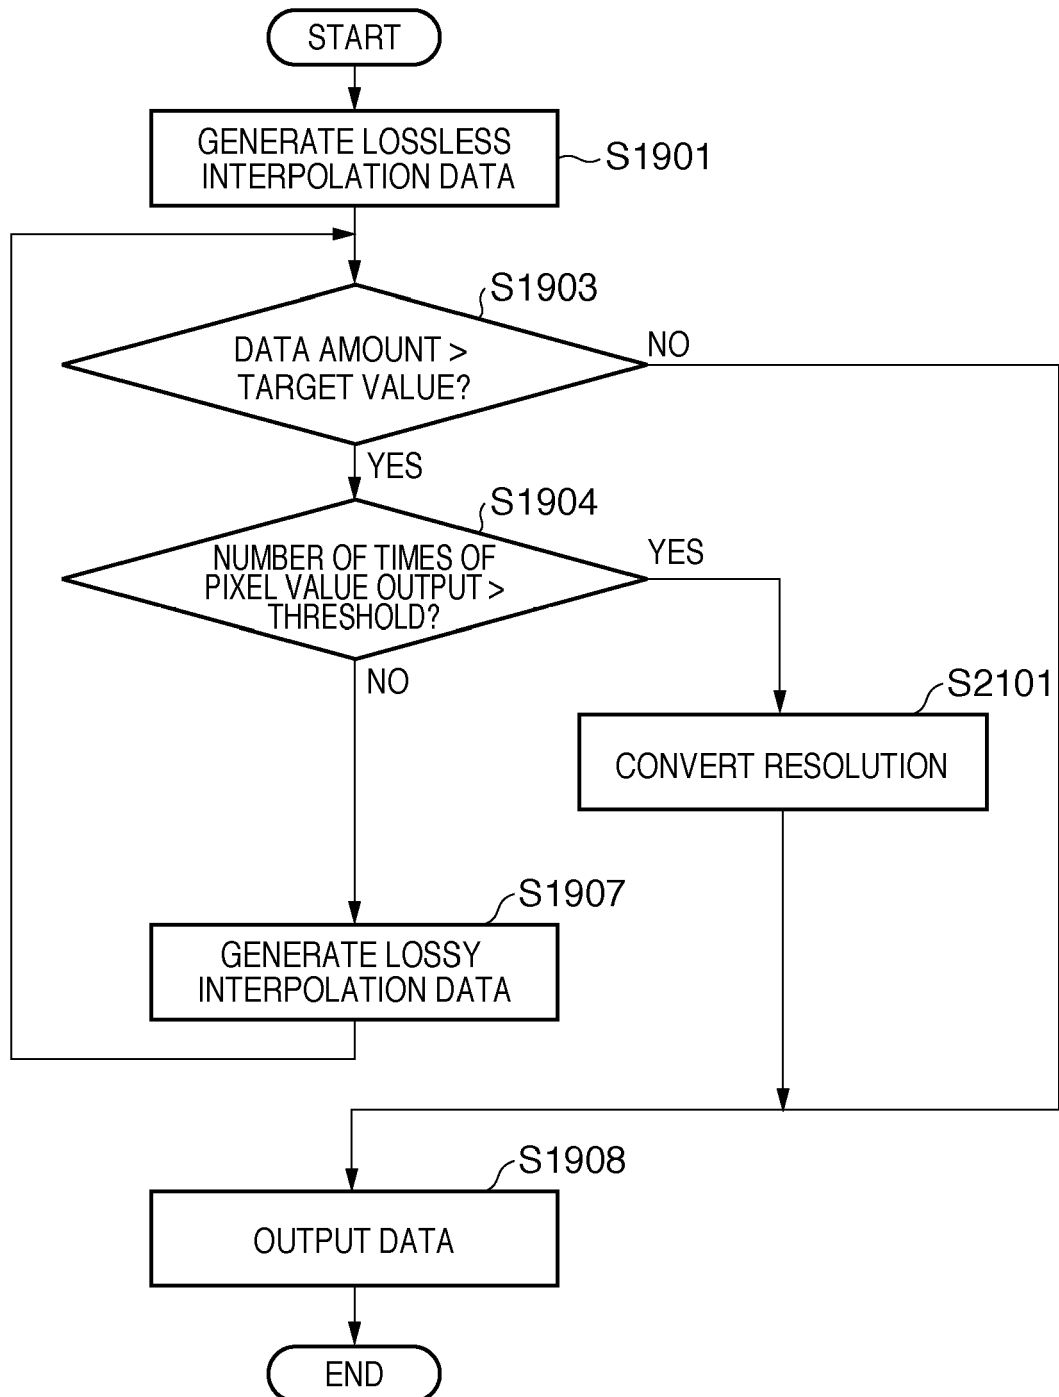 START
GENERATE LOSSLESS
INTERPOLATION DATA
S1901
S1903
DATA AMOUNT >
TARGET VALUE?
NO
YES
S1904
NUMBER OF TIMES OF
PIXEL VALUE OUTPUT >
THRESHOLD?
YES
NO
S2101
CONVERT RESOLUTION
S1907
GENERATE LOSSY
INTERPOLATION DATA
S1908
OUTPUT DATA
END